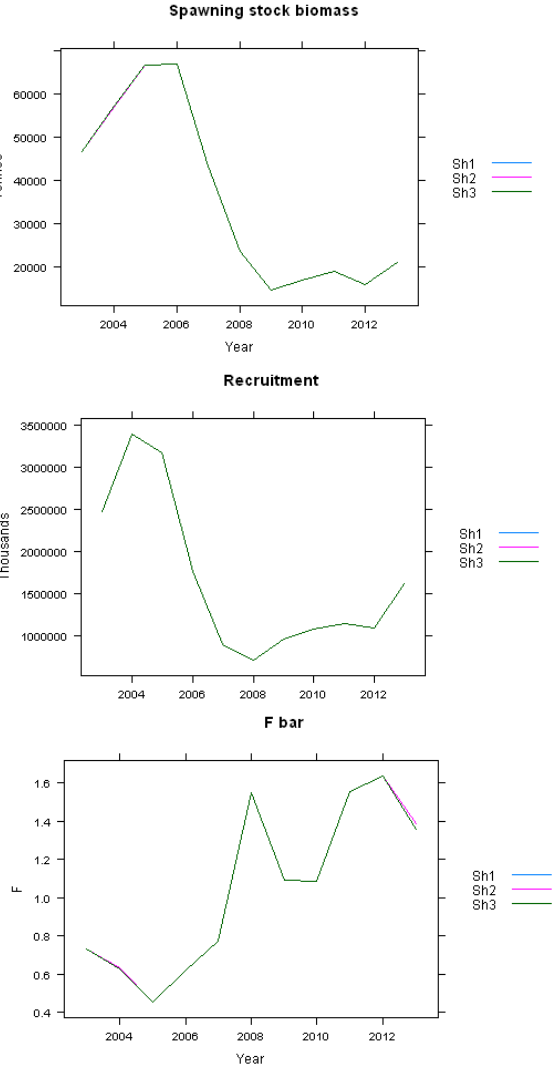 Spawning stock biomass
60000
50000
40000
30000
20000
2004 2006 2008 2010 2012
Year
Sh1
Sh2
Sh3
Recruitment
3500000
3000000
2500000
2000000
1500000
1000000
Thousands
2004 2006 2008 2010 2012
Sh1
Sh2
Sh3
F bar
1.6
1.4
1.2
1.0
0.8
0.6
0.4
F
2004 2006 2008 2010 2012
Year
Sh1
Sh2
Sh3